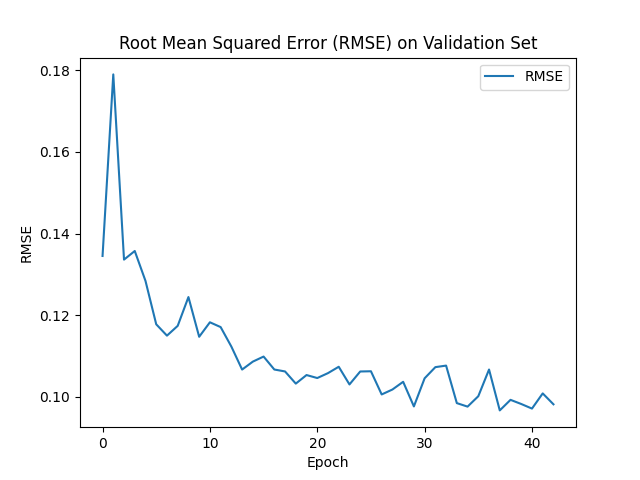 Root Mean Squared Error (RMSE) on Validation Set
RMSE
0.18
0.16
0.14
0.12
0.10
RMSE
0 10 20 30 40
Epoch